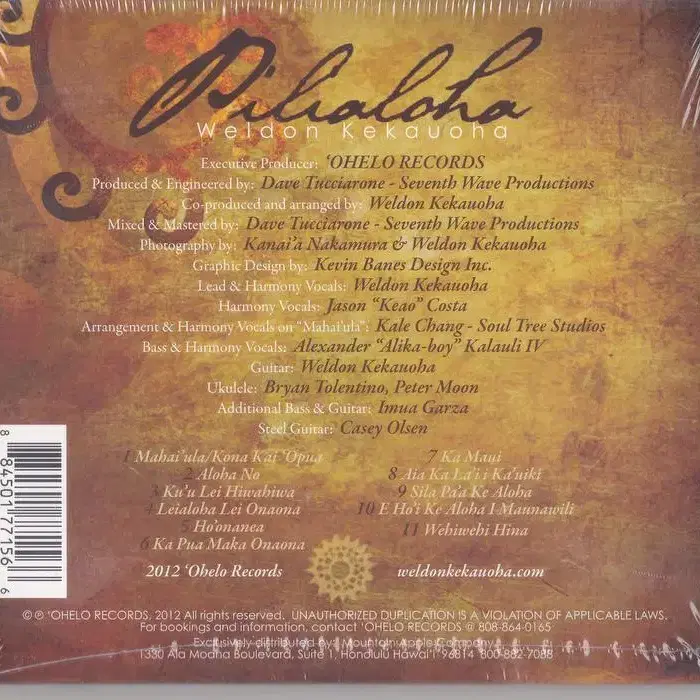 Pilialoha
Weldon Kekauoha
Executive Producer: ‘OHELO RECORDS
Produced & Engineered by: Dave Tucciarone - Seventh Wave Productions
Co-produced and arranged by: Weldon Kekauoha
Mixed & Mastered by: Dave Tucciarone - Seventh Wave Productions
Photography by: Kanai'a Nakamura & Weldon Kekauoha
Graphic Design by: Kevin Banes Design Inc.
Lead & Harmony Vocals: Weldon Kekauoha
Harmony Vocals: Jason “Keao” Costa
Arrangement & Harmony Vocals on “Mahai'ula”: Kale Chang - Soul Tree Studios
Bass & Harmony Vocals: Alexander “Alika-boy” Kalauli IV
Guitar: Weldon Kekauoha
Ukulele: Bryan Tolentino, Peter Moon
Additional Bass & Guitar: Imua Garza
Steel Guitar: Casey Olsen
1 Mahai'ula/Kona Kai ‘Opua
2 Aloha No
3 Ku'u Lei Hiwahiwa
4 Leialoha Lei Onaona
5 Ho'onanea
6 Ka Pua Maka Onaona
7 Ka Maui
8 Aia Ka La'i i Ka'uiki
9 Sila Pa'a Ke Aloha
10 E Ho'i Ke Aloha I Maunawili
11 Wehiwehi Hina
8 84501 77156 6
2012 ‘Ohelo Records
weldonkekauoha.com
© ℗ ‘OHELO RECORDS. 2012 All rights reserved. UNAUTHORIZED DUPLICATION IS A VIOLATION OF APPLICABLE LAWS.
For bookings and information, contact ‘OHELO RECORDS @ 808-864-0165
Exclusively distributed by: Mountain Apple Company
1330 Ala Moana Boulevard, Suite 1, Honolulu Hawai‘i 96814 800-882-7088